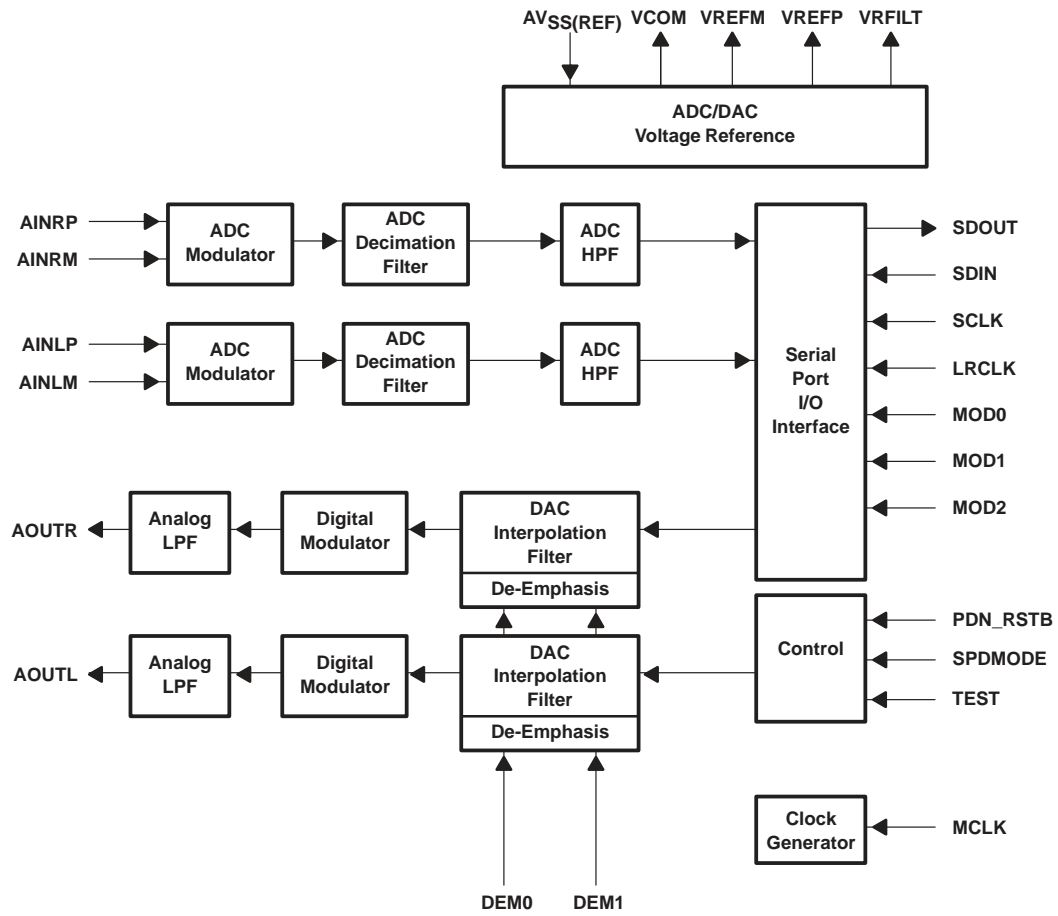 AVSS(REF) VCOM VREFM VREFP VRFILT
ADC/DAC
Voltage Reference
AINRP
AINRM
ADC
Modulator
ADC
Decimation
Filter
ADC
HPF
AINLP
AINLM
ADC
Modulator
ADC
Decimation
Filter
ADC
HPF
Serial
Port
I/O
Interface
SDOUT
SDIN
SCLK
LRCLK
MOD0
MOD1
MOD2
AOUTR
Analog
LPF
Digital
Modulator
DAC
Interpolation
Filter
De-Emphasis
AOUTL
Analog
LPF
Digital
Modulator
DAC
Interpolation
Filter
De-Emphasis
Control
PDN_RSTB
SPDMODE
TEST
Clock
Generator
MCLK
DEM0 DEM1